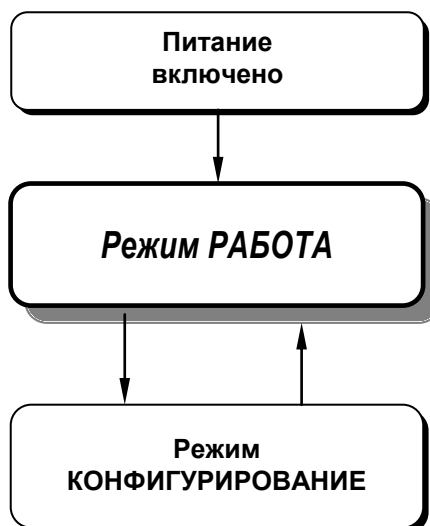 Питание
включено
Режим РАБОТА
Режим
КОНФИГУРИРОВАНИЕ